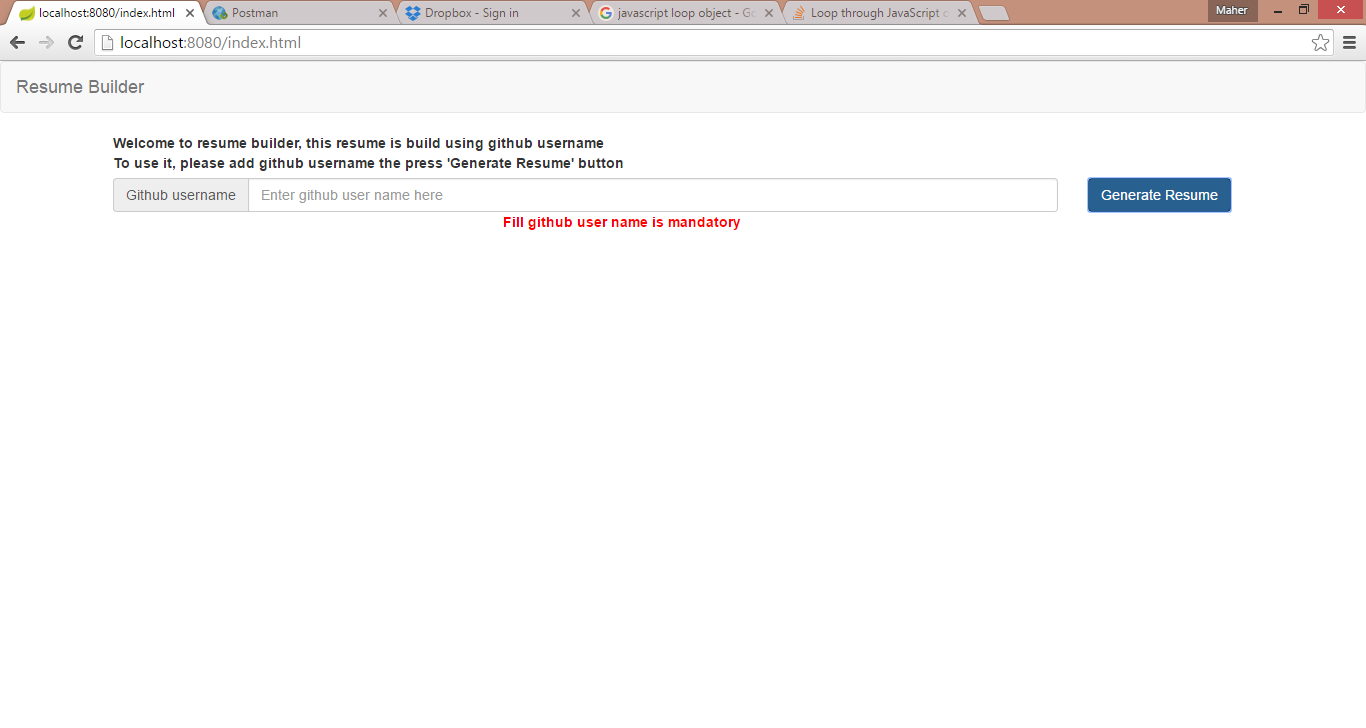 localhost:8080/index.html
Postman
Dropbox - Sign in
javascript loop object - Go
Loop through JavaScript o
Maher
localhost:8080/index.html
Resume Builder
Welcome to resume builder, this resume is build using github username
To use it, please add github username the press 'Generate Resume' button
Github username
Enter github user name here
Generate Resume
Fill github user name is mandatory